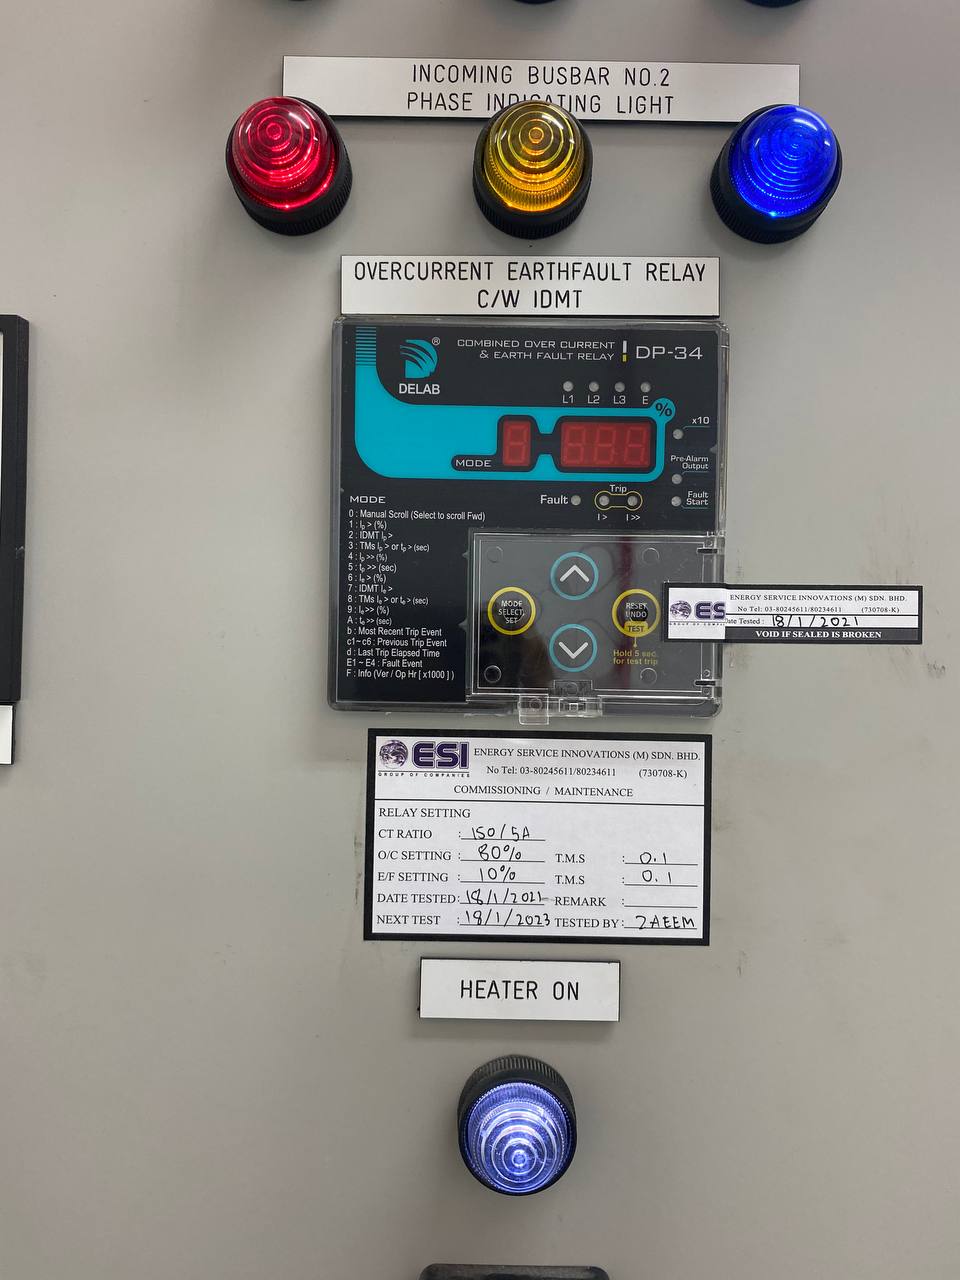 INCOMING BUSBAR NO.2
PHASE INDICATING LIGHT
OVERCURRENT EARTHFAULT RELAY
C/W IDMT
DELAB
®
COMBINED OVER CURRENT
& EARTH FAULT RELAY
DP-34
L1 L2 L3 E
%
x10
MODE
Pre-Alarm
Output
Fault
Start
Fault
Trip
I> I>>
MODE
0 : Manual Scroll (Select to scroll Fwd)
1 : Ip > (%)
2 : IDMT Ip >
3 : TMs Ip > or tp > (sec)
4 : Ip >> (%)
5 : tp >> (sec)
6 : Ie > (%)
7 : IDMT Ie >
8 : TMs Ie > or te > (sec)
9 : Ie>> (%)
A : te >> (sec)
b : Most Recent Trip Event
c1~c6 : Previous Trip Event
d : Last Trip Elapsed Time
E1 ~ E4 : Fault Event
F : Info (Ver / Op Hr [ x1000 ] )
MODE
SELECT
SET
RESET
UNDO
TEST
Hold 5 sec.
for test trip
ENERGY SERVICE INNOVATIONS (M) SDN. BHD.
ES
No Tel: 03-80245611/80234611 (730708-K)
Date Tested : 18/1/2021
VOID IF SEALED IS BROKEN
ESI
GROUP OF COMPANIES
ENERGY SERVICE INNOVATIONS (M) SDN. BHD.
No Tel: 03-80245611/80234611 (730708-K)
COMMISSIONING / MAINTENANCE
RELAY SETTING
CT RATIO : 150/5A
O/C SETTING : 80% T.M.S : 0.1
E/F SETTING : 10% T.M.S : 0.1
DATE TESTED: 18/1/2021 REMARK :
NEXT TEST : 18/1/2023 TESTED BY : ZAEEM
HEATER ON